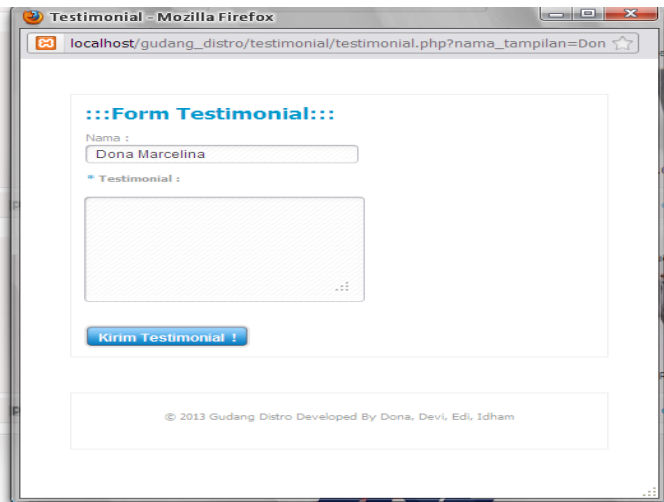 Testimonial - Mozilla Firefox
localhost/gudang_distro/testimonial/testimonial.php?nama_tampilan=Don
:::Form Testimonial:::
Nama :
Dona Marcelina
* Testimonial :
Kirim Testimonial !
© 2013 Gudang Distro Developed By Dona, Devi, Edi, Idham